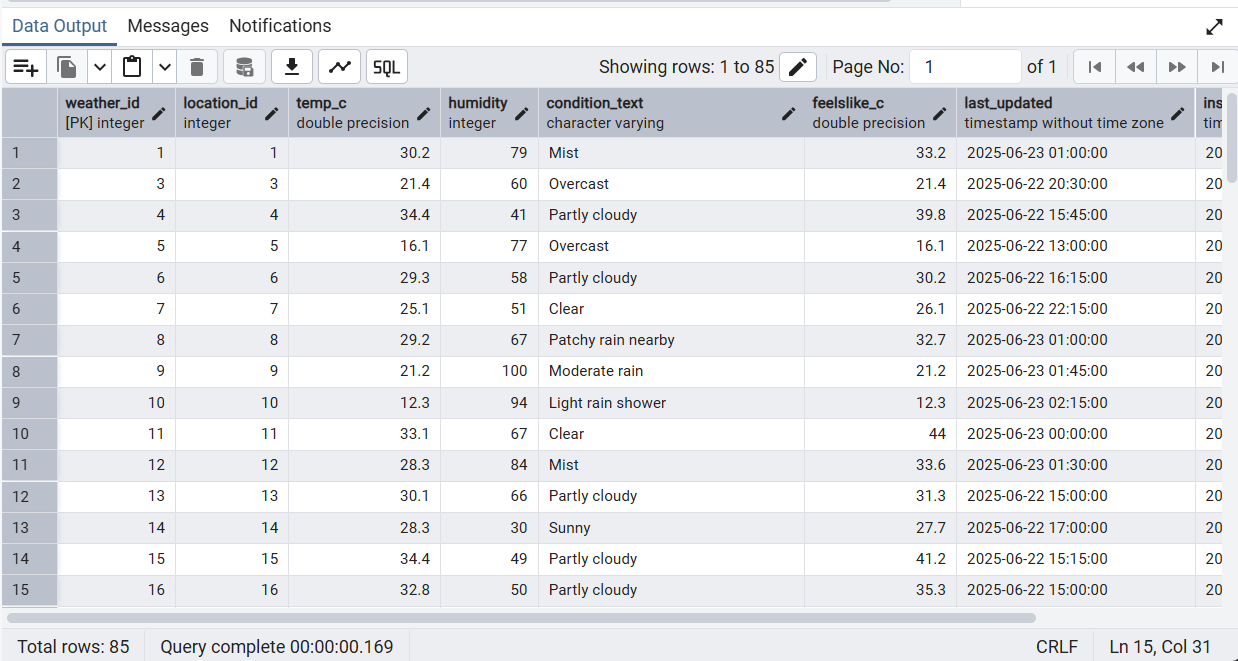 Data Output Messages Notifications
SQL Showing rows: 1 to 85 Page No: 1 of 1
weather_id location_id temp_c humidity condition_text feelslike_c last_updated ins
[PK] integer integer double precision integer character varying double precision timestamp without time zone tim
1 1 1 30.2 79 Mist 33.2 2025-06-23 01:00:00 20
2 3 3 21.4 60 Overcast 21.4 2025-06-22 20:30:00 20
3 4 4 34.4 41 Partly cloudy 39.8 2025-06-22 15:45:00 20
4 5 5 16.1 77 Overcast 16.1 2025-06-22 13:00:00 20
5 6 6 29.3 58 Partly cloudy 30.2 2025-06-22 16:15:00 20
6 7 7 25.1 51 Clear 26.1 2025-06-22 22:15:00 20
7 8 8 29.2 67 Patchy rain nearby 32.7 2025-06-23 01:00:00 20
8 9 9 21.2 100 Moderate rain 21.2 2025-06-23 01:45:00 20
9 10 10 12.3 94 Light rain shower 12.3 2025-06-23 02:15:00 20
10 11 11 33.1 67 Clear 44 2025-06-23 00:00:00 20
11 12 12 28.3 84 Mist 33.6 2025-06-23 01:30:00 20
12 13 13 30.1 66 Partly cloudy 31.3 2025-06-22 15:00:00 20
13 14 14 28.3 30 Sunny 27.7 2025-06-22 17:00:00 20
14 15 15 34.4 49 Partly cloudy 41.2 2025-06-22 15:15:00 20
15 16 16 32.8 50 Partly cloudy 35.3 2025-06-22 15:00:00 20
Total rows: 85 Query complete 00:00:00.169 CRLF Ln 15, Col 31